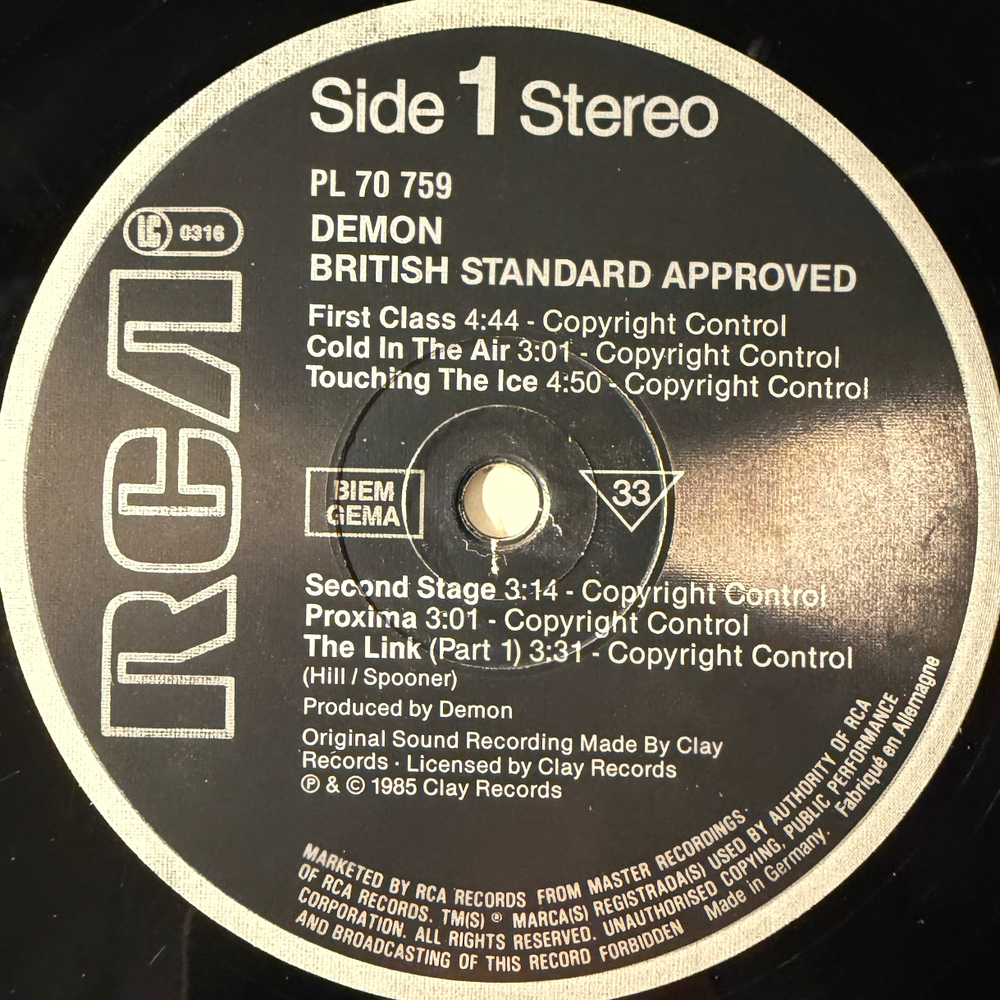 Side 1 Stereo
PL 70 759
LC 0316
DEMON
BRITISH STANDARD APPROVED
First Class 4:44 - Copyright Control
Cold In The Air 3:01 - Copyright Control
Touching The Ice 4:50 - Copyright Control
RCA
BIEM
GEMA
33
Second Stage 3:14 - Copyright Control
Proxima 3:01 - Copyright Control
The Link (Part 1) 3:31 - Copyright Control
(Hill / Spooner)
Produced by Demon
Original Sound Recording Made By Clay
Records · Licensed by Clay Records
℗ & © 1985 Clay Records
MARKETED BY RCA RECORDS FROM MASTER RECORDINGS
OF RCA RECORDS. TM(S) ® MARCA(S) REGISTRADA(S) USED BY AUTHORITY OF RCA
CORPORATION. ALL RIGHTS RESERVED. UNAUTHORISED COPYING, PUBLIC PERFORMANCE
AND BROADCASTING OF THIS RECORD FORBIDDEN Made in Germany. Fabriqué en Allemagne